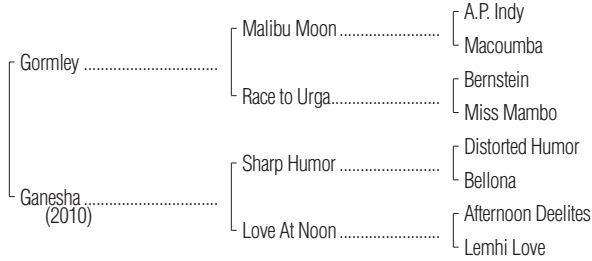 A.P. Indy
Malibu Moon ........................
Macoumba
Gormley ................................
Bernstein
Race to Urga..........................
Miss Mambo
Distorted Humor
Sharp Humor ........................
Bellona
Ganesha................................
(2010)
Afternoon Deelites
Love At Noon ........................
Lemhi Love